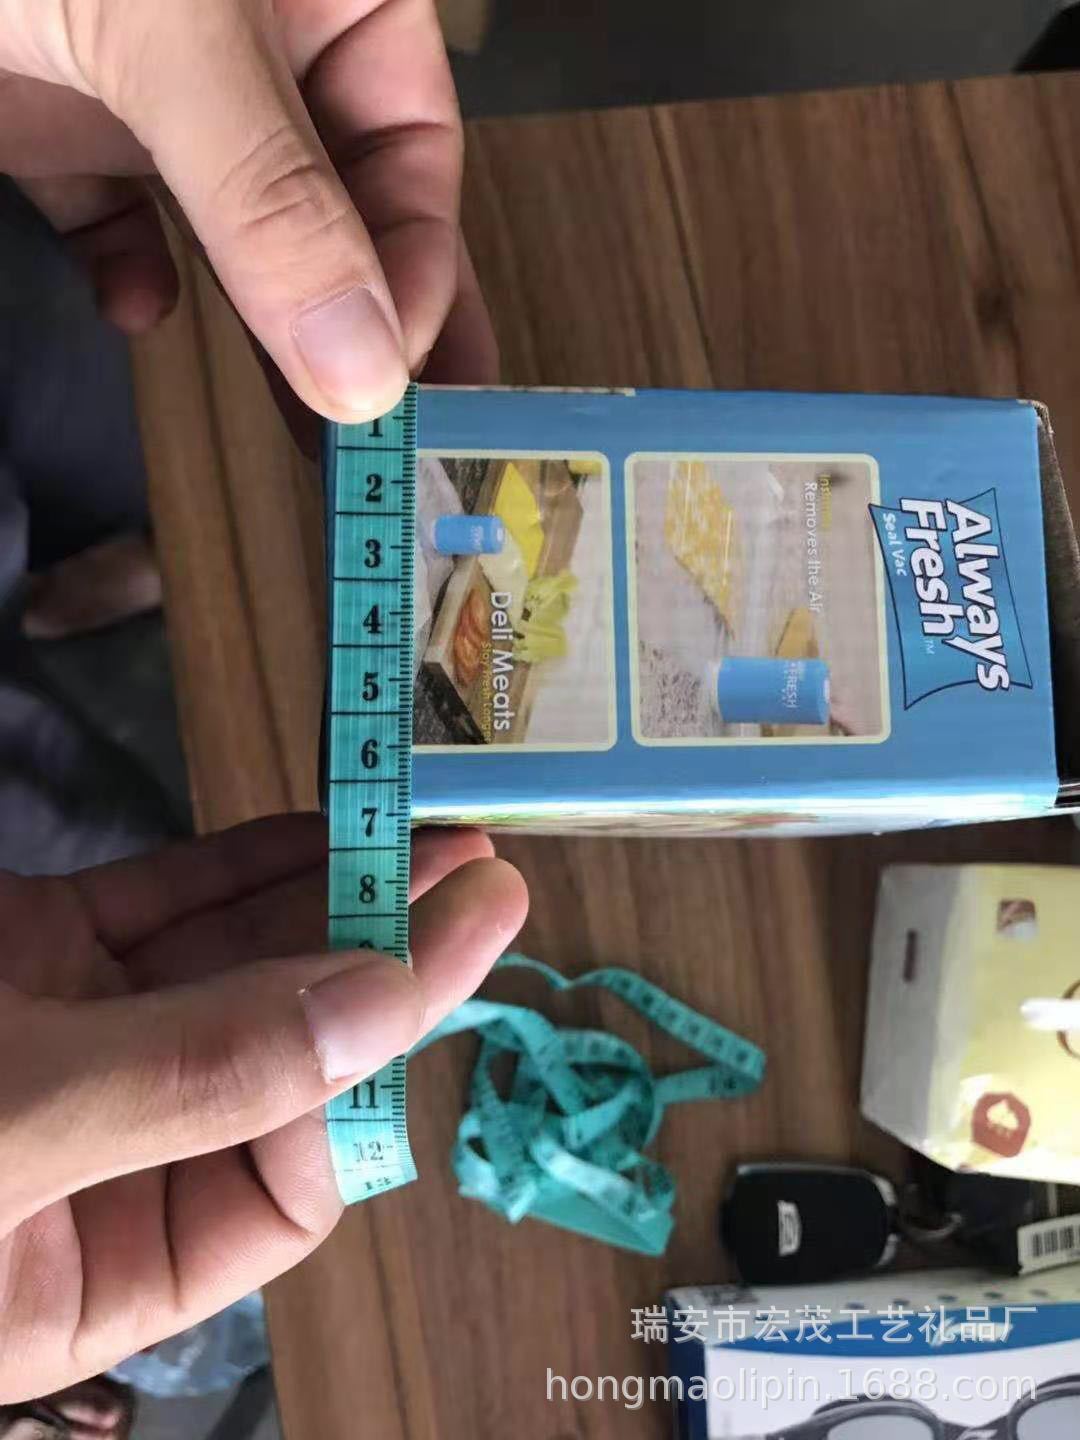 Always
Fresh™
Seal Vac
Removes the Air
Deli Meats
Stay Fresh Longer
FRESH
1
2
3
4
5
6
7
8
11
12
瑞安市宏茂工艺礼品厂
hongmaolipin.1688.com